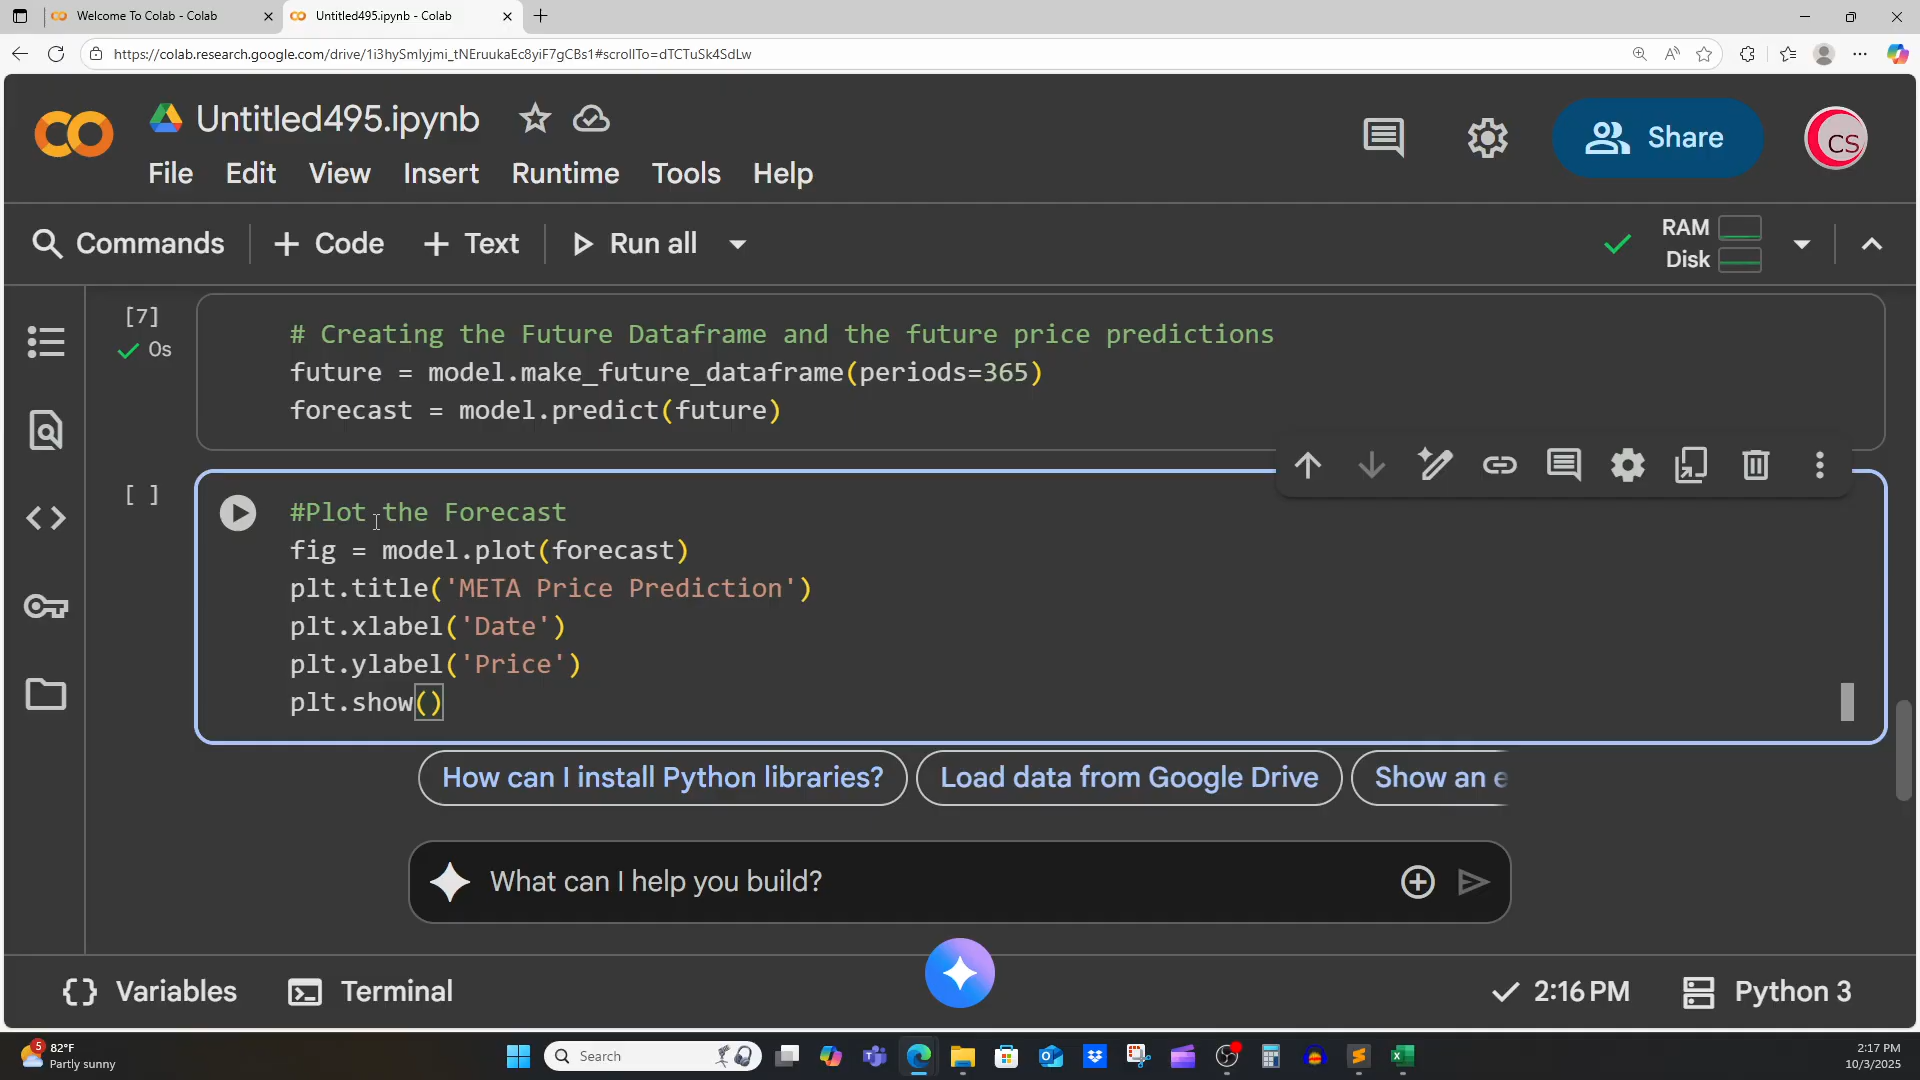 Welcome To Colab - Colab
Untitled495.ipynb - Colab
https://colab.research.google.com/drive/1i3hySmlyjmi_tNEruukaEc8yiF7gCBs1#scrollTo=dTCTuSk4SdLw
Untitled495.ipynb
Share
CS
File Edit View Insert Runtime Tools Help
Commands + Code + Text Run all
RAM
Disk
[7]
0s
# Creating the Future Dataframe and the future price predictions
future = model.make_future_dataframe(periods=365)
forecast = model.predict(future)
[ ]
#Plot the Forecast
fig = model.plot(forecast)
plt.title('META Price Prediction')
plt.xlabel('Date')
plt.ylabel('Price')
plt.show()
How can I install Python libraries?
Load data from Google Drive
Show an e
What can I help you build?
Variables
Terminal
2:16 PM
Python 3
5
82°F
Partly sunny
Search
2:17 PM
10/3/2025